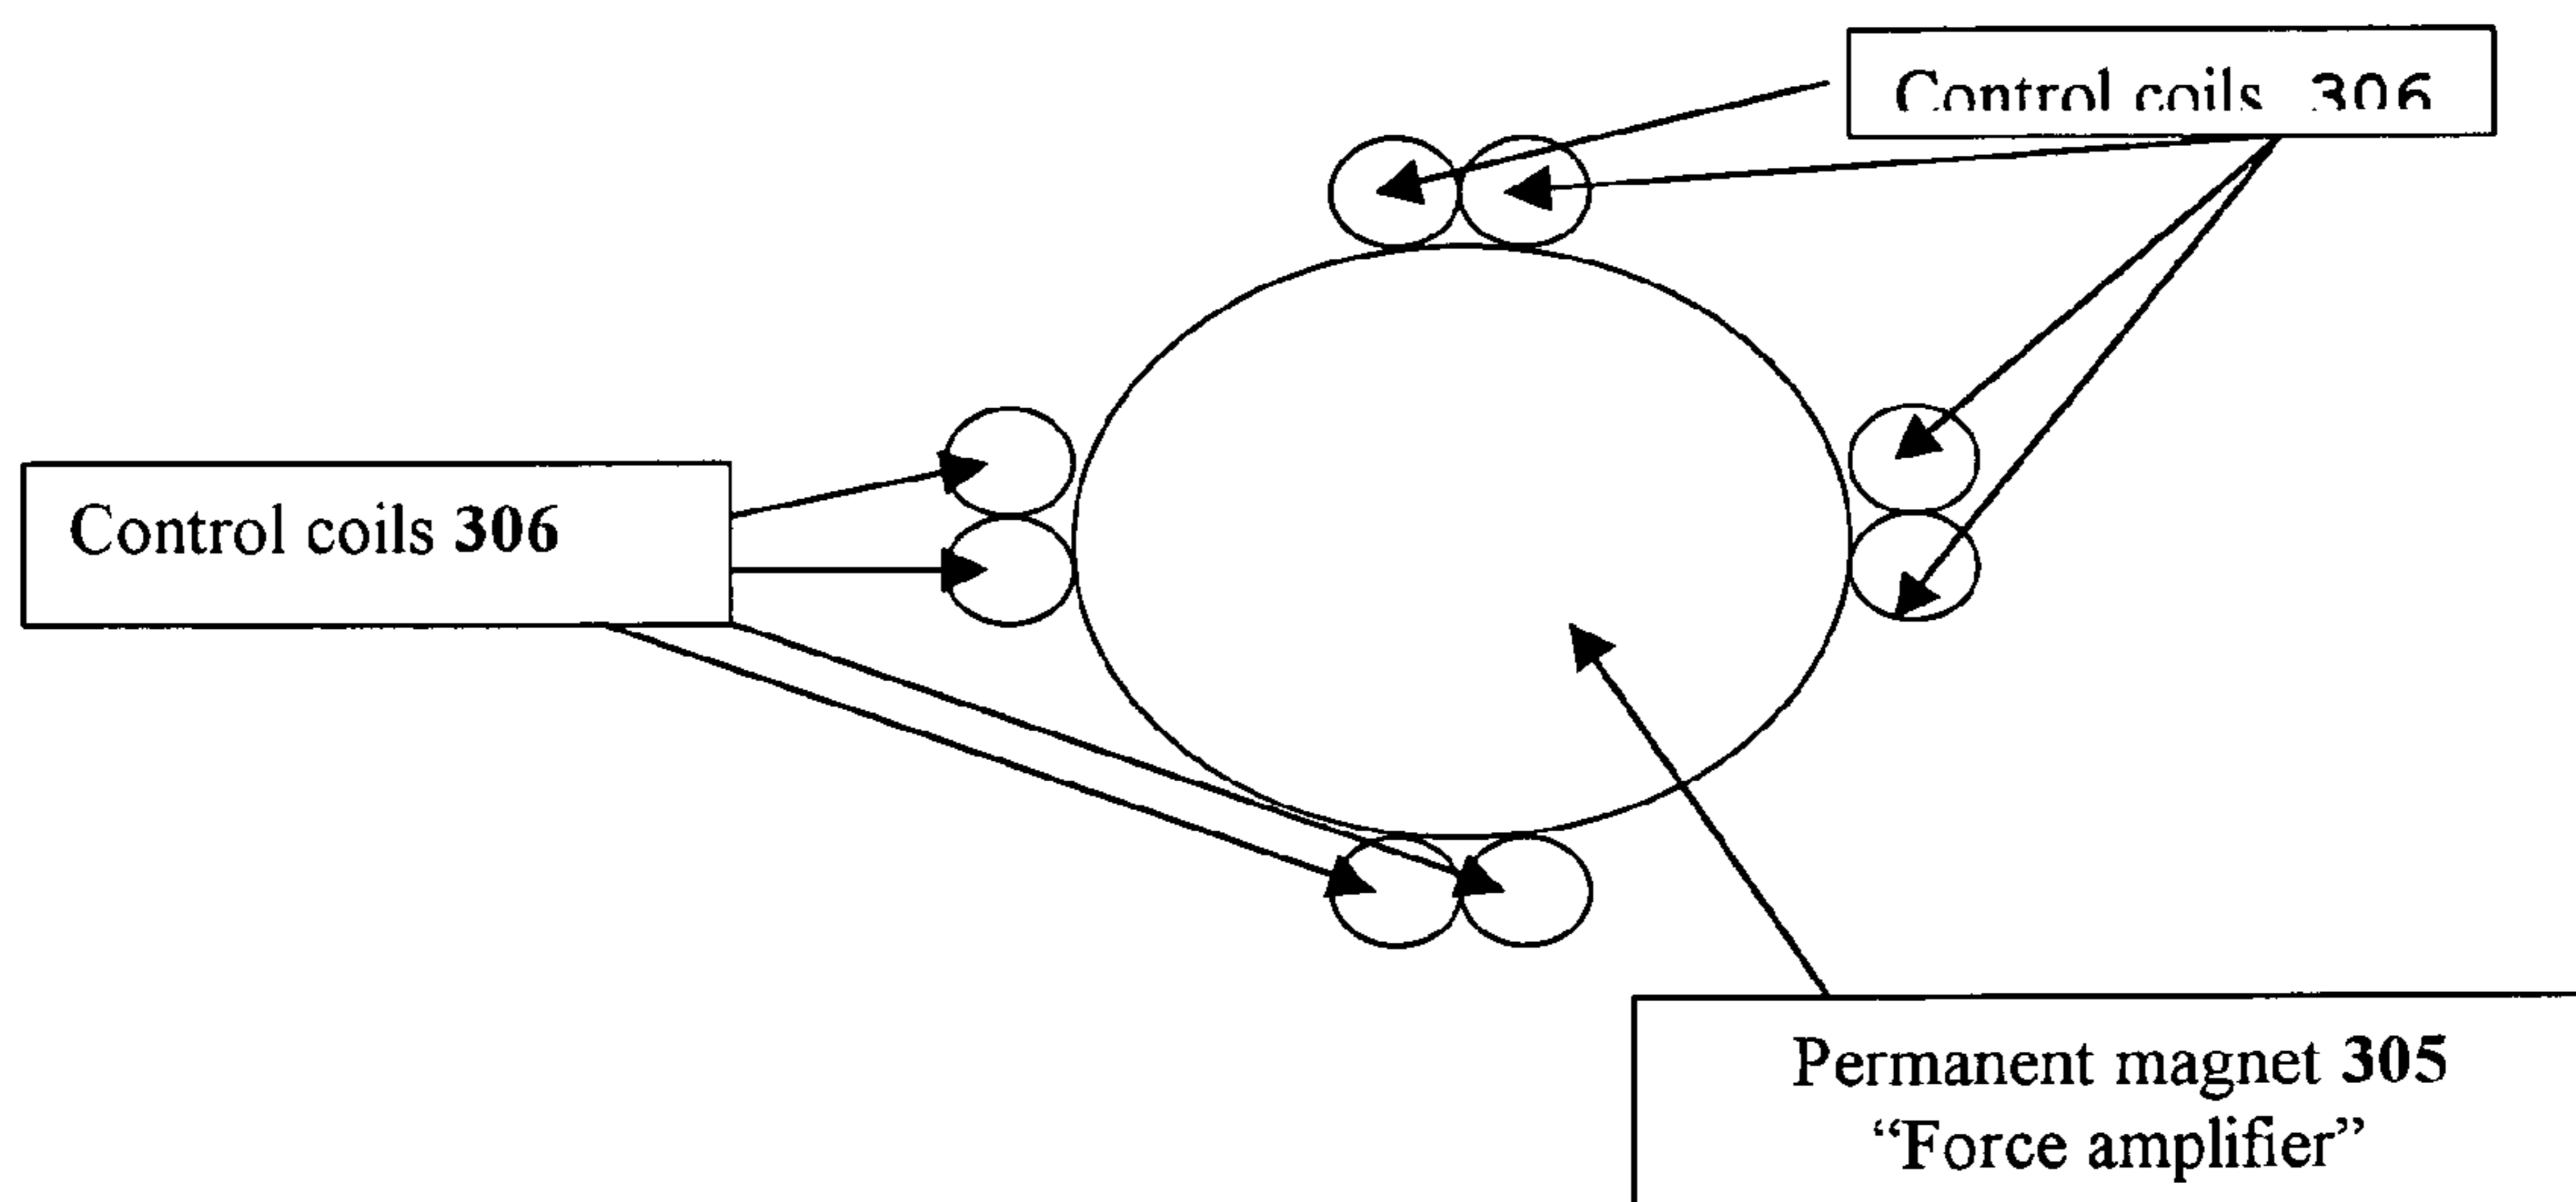 Control coils 306
Control coils 306
Permanent magnet 305
“Force amplifier”